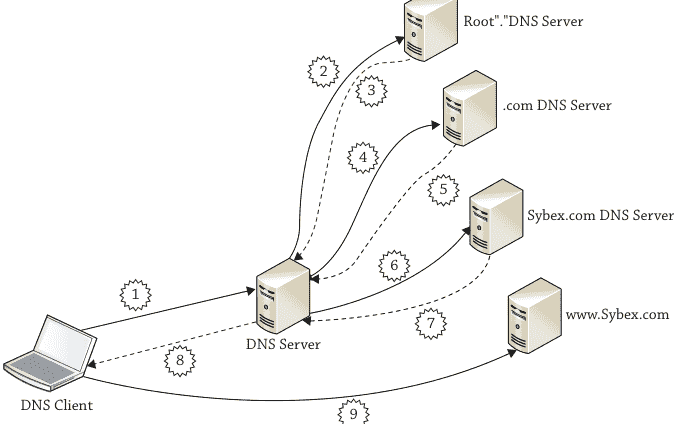 Root"."DNS Server
2
3
.com DNS Server
4
5
Sybex.com DNS Server
6
1
7
www.Sybex.com
DNS Server
8
DNS Client
9